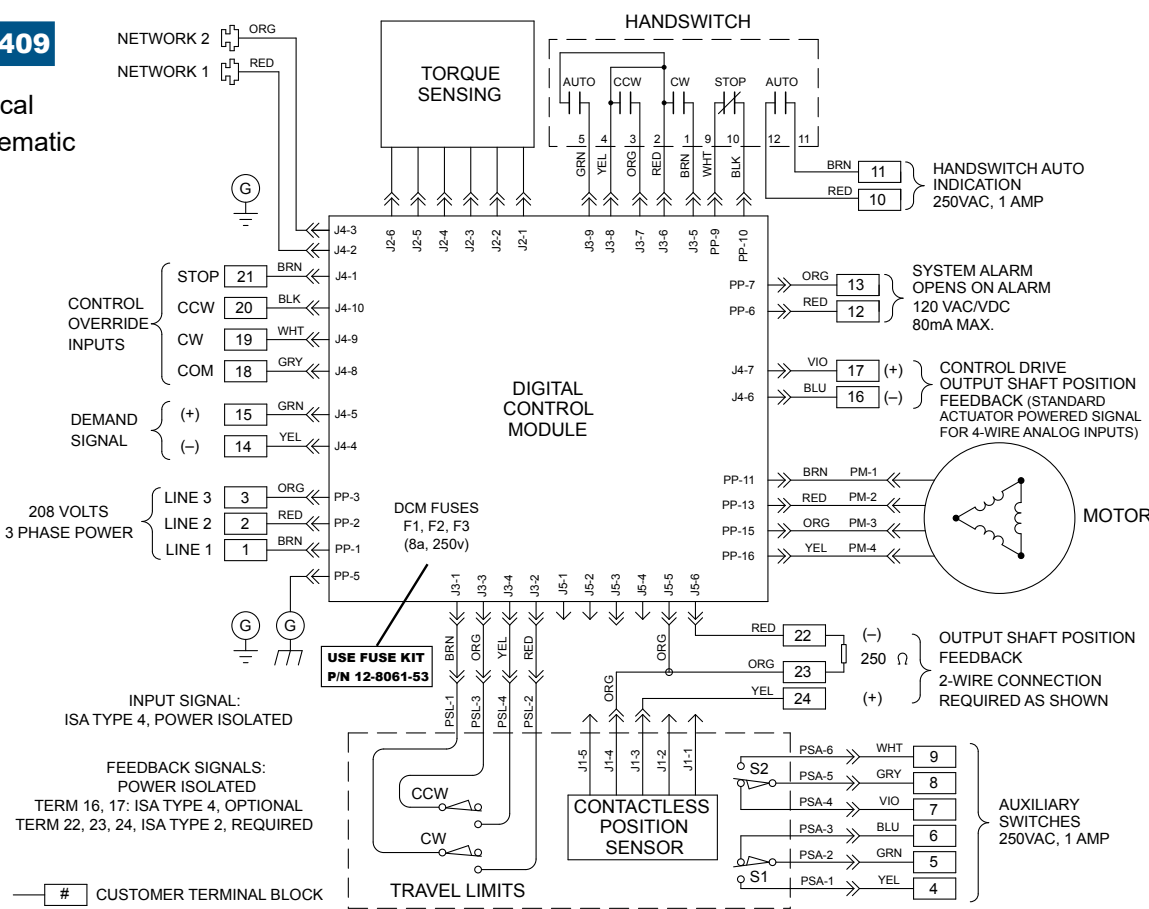 409
ical
ematic
NETWORK 2
ORG
NETWORK 1
RED
TORQUE
SENSING
HANDSWITCH
AUTO
CCW
CW
STOP
AUTO
5
4
3
2
1
9
10
12
11
GRN
YEL
ORG
RED
BRN
WHT
BLK
BRN
11
RED
10
HANDSWITCH AUTO
INDICATION
250VAC, 1 AMP
G
J4-3
J4-2
J2-6
J2-5
J2-4
J2-3
J2-2
J2-1
J3-9
J3-8
J3-7
J3-6
J3-5
PP-9
PP-10
CONTROL
OVERRIDE
INPUTS
STOP 21 BRN J4-1
CCW 20 BLK J4-10
CW 19 WHT J4-9
COM 18 GRY J4-8
DEMAND
SIGNAL
(+) 15 GRN J4-5
(–) 14 YEL J4-4
208 VOLTS
3 PHASE POWER
LINE 3 3 ORG PP-3
LINE 2 2 RED PP-2
LINE 1 1 BRN PP-1
PP-5
G
G
DIGITAL
CONTROL
MODULE
DCM FUSES
F1, F2, F3
(8a, 250v)
USE FUSE KIT
P/N 12-8061-53
PP-7 ORG 13
PP-6 RED 12
SYSTEM ALARM
OPENS ON ALARM
120 VAC/VDC
80mA MAX.
J4-7 VIO 17 (+)
J4-6 BLU 16 (–)
CONTROL DRIVE
OUTPUT SHAFT POSITION
FEEDBACK (STANDARD
ACTUATOR POWERED SIGNAL
FOR 4-WIRE ANALOG INPUTS)
PP-11 BRN PM-1
PP-13 RED PM-2
PP-15 ORG PM-3
PP-16 YEL PM-4
MOTOR
J3-1
J3-3
J3-4
J3-2
J5-1
J5-2
J5-3
J5-4
J5-5
J5-6
BRN
ORG
YEL
RED
ORG
ORG
PSL-1
PSL-3
PSL-4
PSL-2
RED 22 (–)
250 Ω
ORG 23
YEL 24 (+)
OUTPUT SHAFT POSITION
FEEDBACK
2-WIRE CONNECTION
REQUIRED AS SHOWN
INPUT SIGNAL:
ISA TYPE 4, POWER ISOLATED
FEEDBACK SIGNALS:
POWER ISOLATED
TERM 16, 17: ISA TYPE 4, OPTIONAL
TERM 22, 23, 24, ISA TYPE 2, REQUIRED
CCW
CW
TRAVEL LIMITS
J1-5
J1-4
J1-3
J1-2
J1-1
CONTACTLESS
POSITION
SENSOR
S2
S1
PSA-6 WHT 9
PSA-5 GRY 8
PSA-4 VIO 7
PSA-3 BLU 6
PSA-2 GRN 5
PSA-1 YEL 4
AUXILIARY
SWITCHES
250VAC, 1 AMP
# CUSTOMER TERMINAL BLOCK